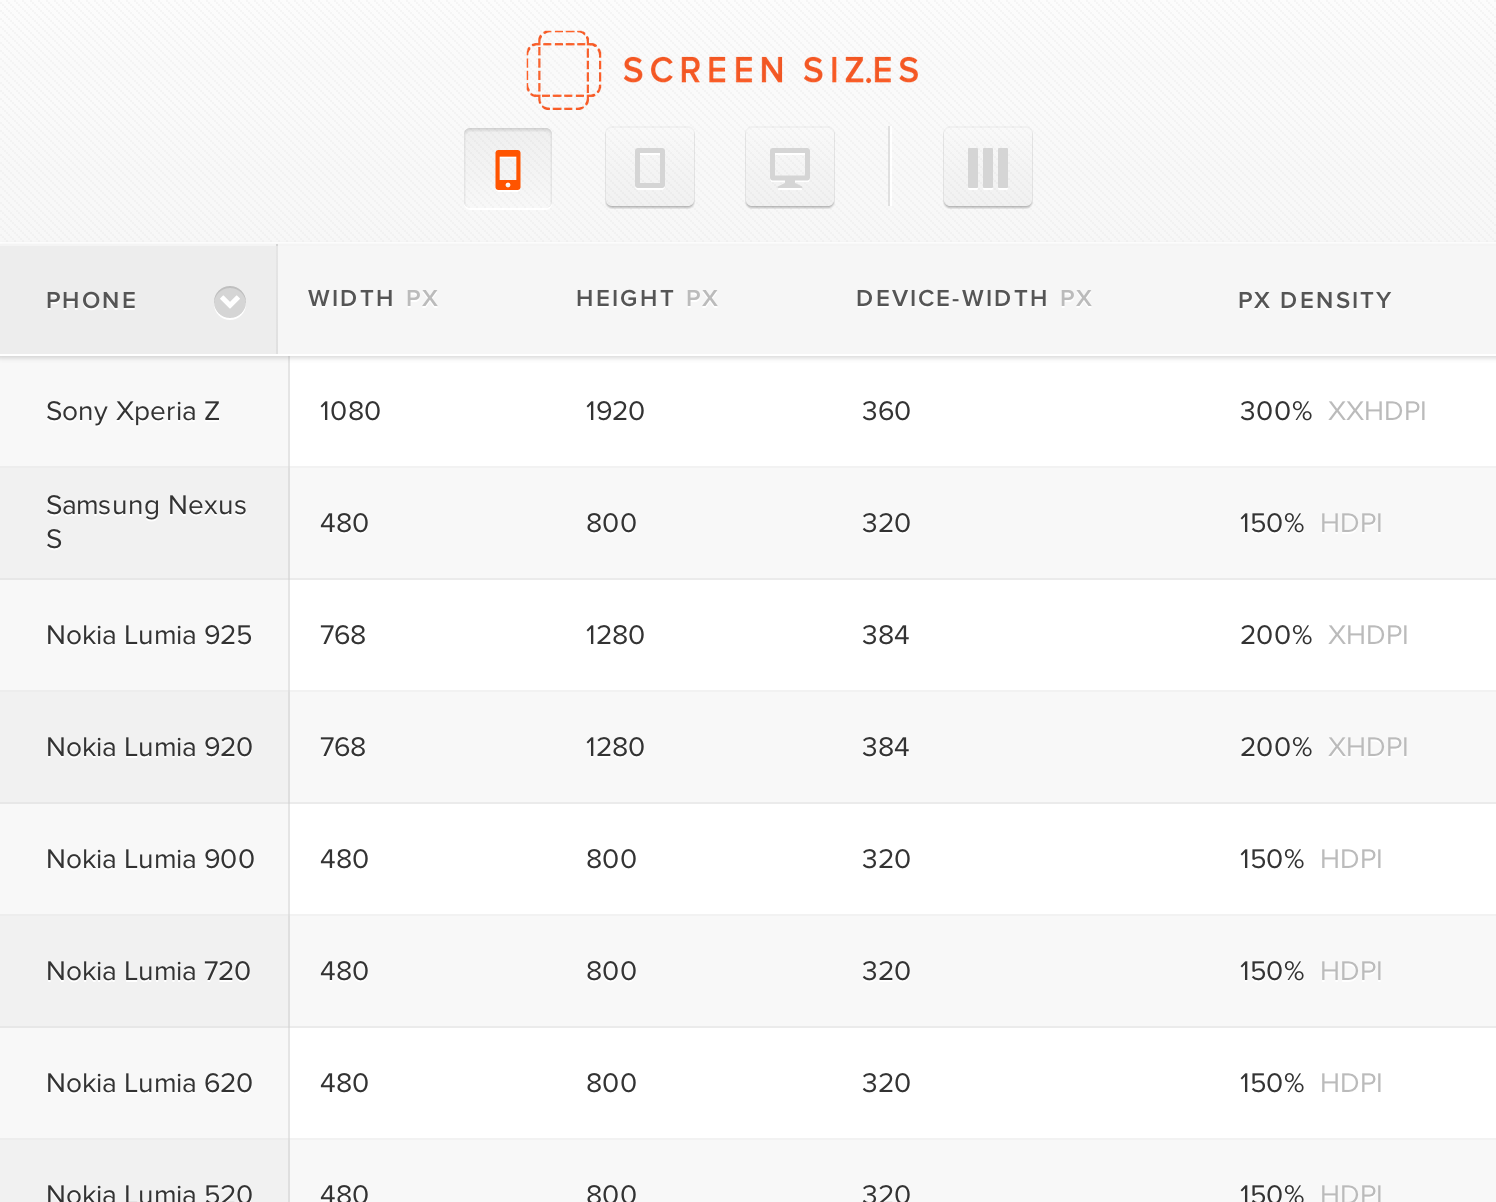 SCREEN SIZ.ES
PHONE WIDTH PX HEIGHT PX DEVICE-WIDTH PX PX DENSITY
Sony Xperia Z 1080 1920 360 300% XXHDPI
Samsung Nexus
S 480 800 320 150% HDPI
Nokia Lumia 925 768 1280 384 200% XHDPI
Nokia Lumia 920 768 1280 384 200% XHDPI
Nokia Lumia 900 480 800 320 150% HDPI
Nokia Lumia 720 480 800 320 150% HDPI
Nokia Lumia 620 480 800 320 150% HDPI
Nokia Lumia 520 480 800 320 150% HDPI